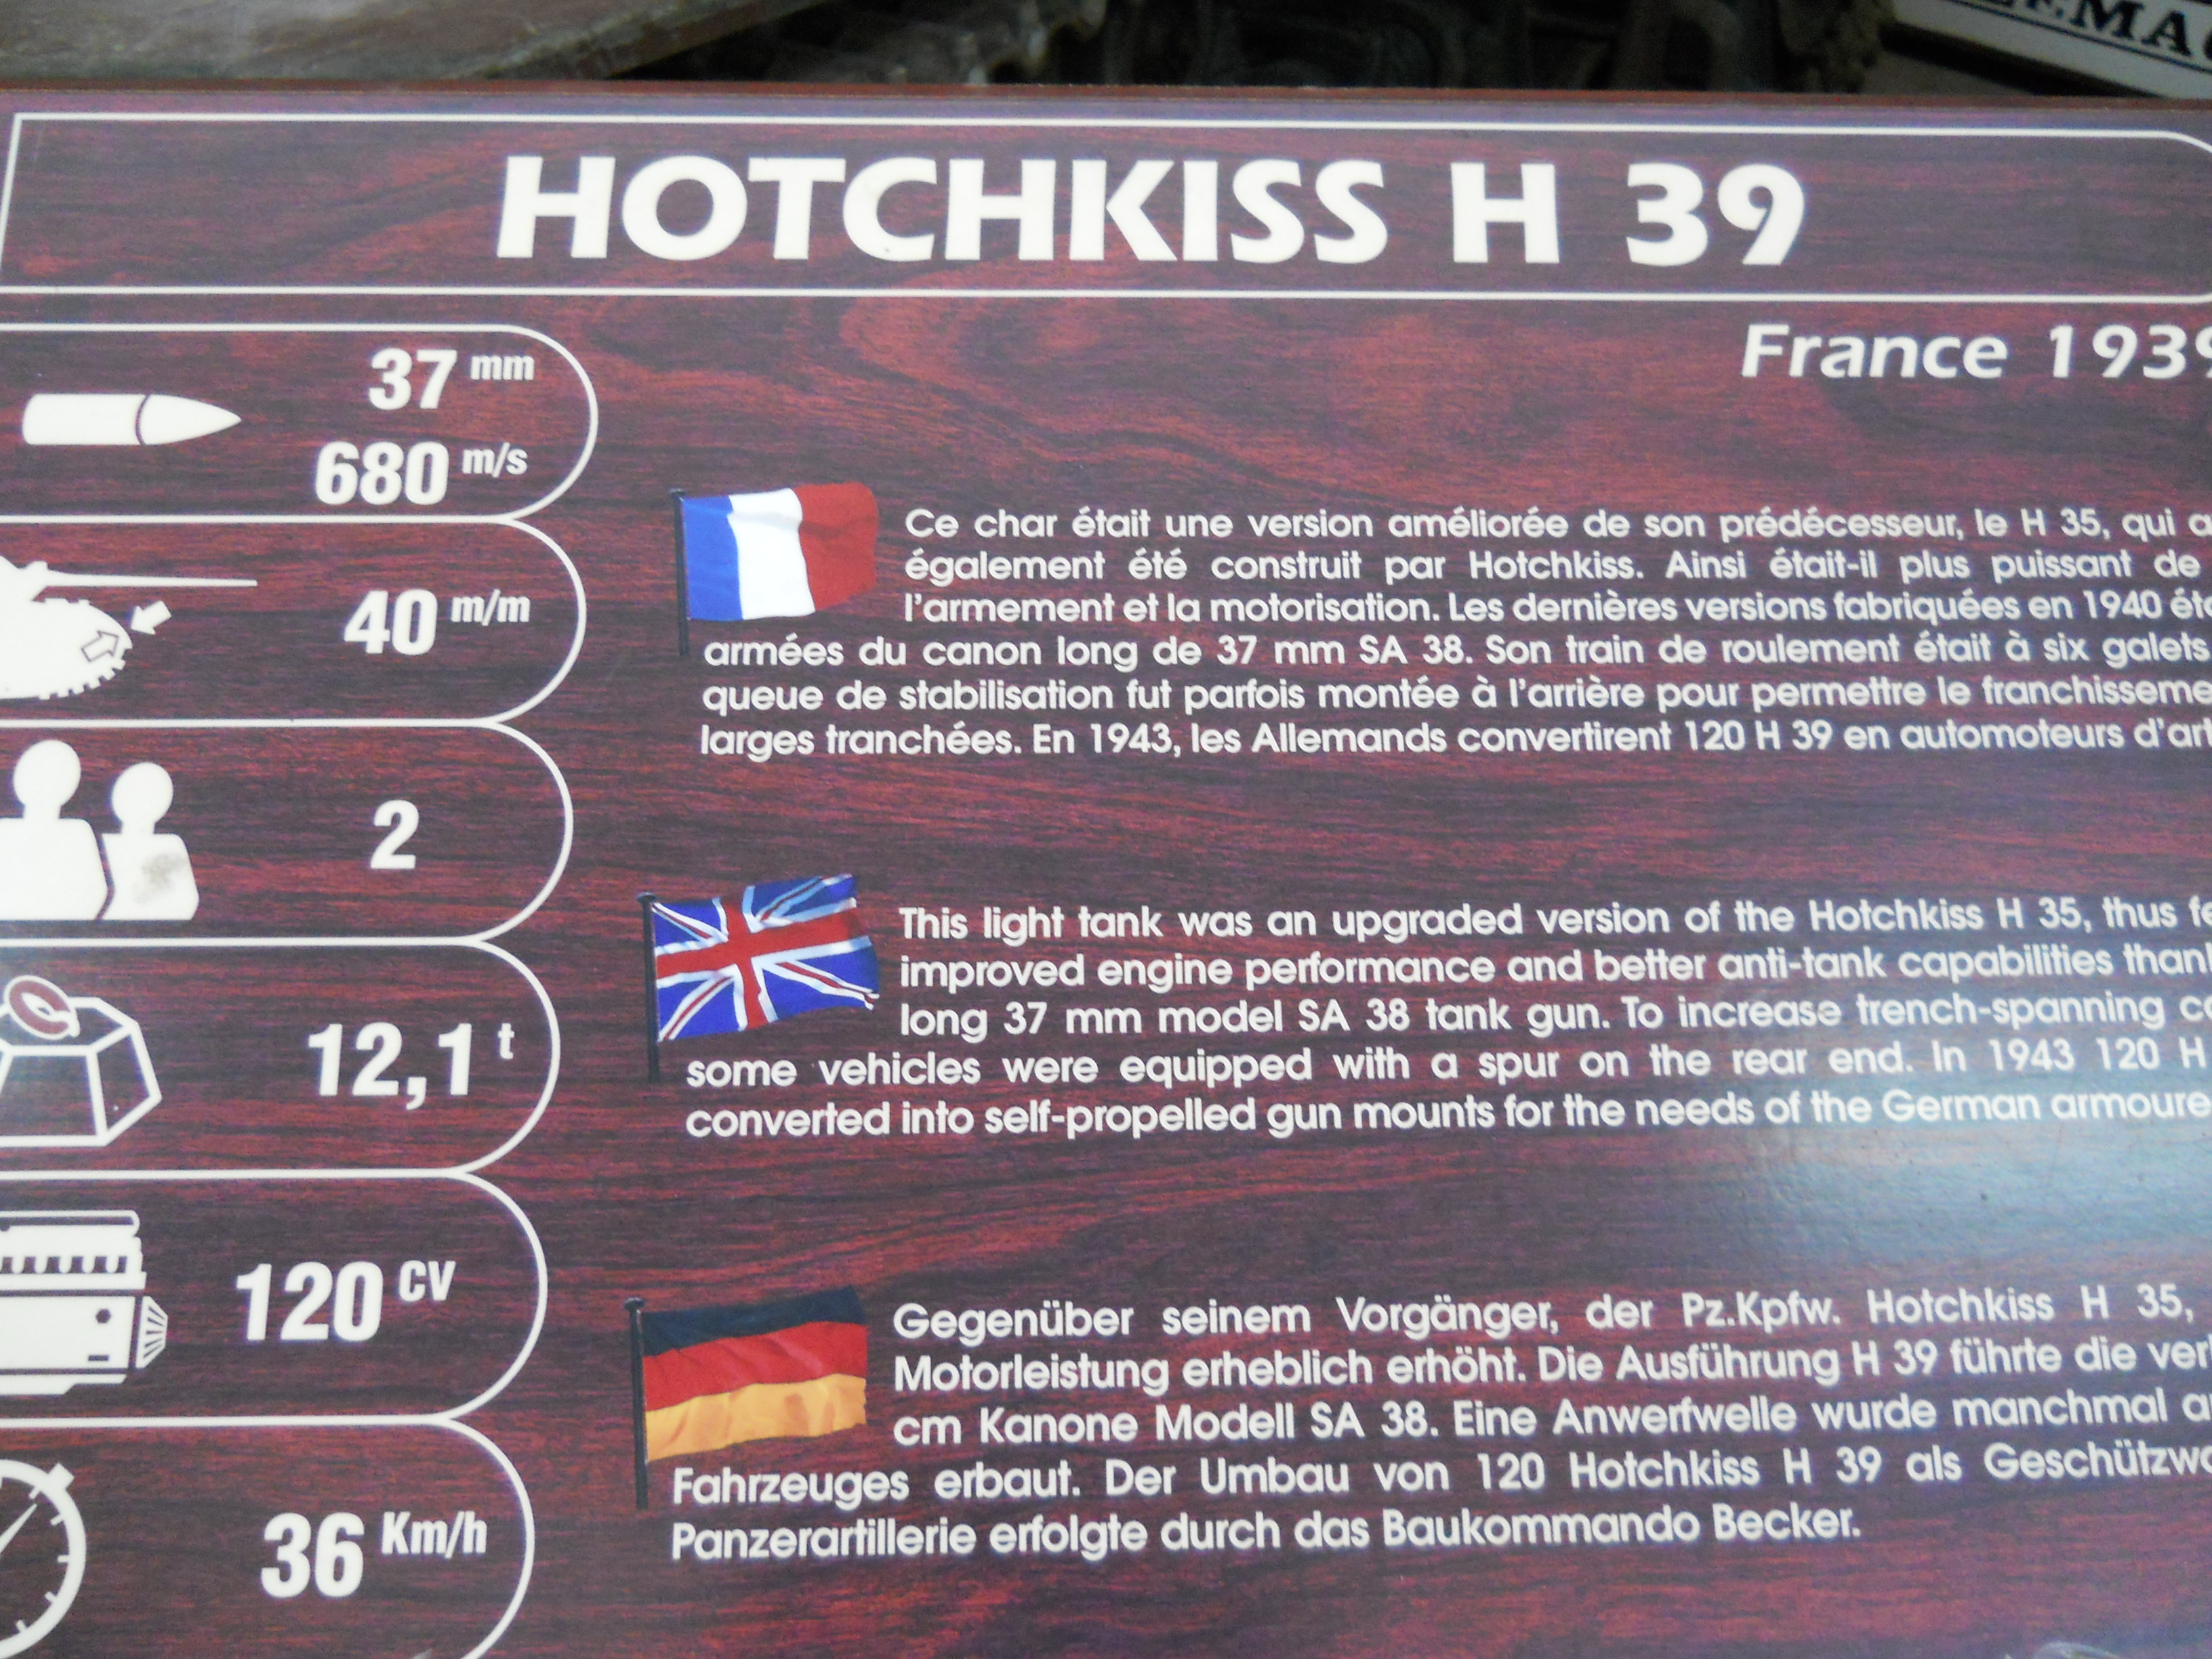 HOTCHKISS H 39
France 1939
37 mm
680 m/s
40 m/m
2
12,1 t
120 CV
36 Km/h
Ce char était une version améliorée de son prédécesseur, le H 35, qui
également été construit par Hotchkiss. Ainsi était-il plus puissant de
l'armement et la motorisation. Les dernières versions fabriquées en 1940
armées du canon long de 37 mm SA 38. Son train de roulement était à six galets
queue de stabilisation fut parfois montée à l'arrière pour permettre le
larges tranchées. En 1943, les Allemands convertirent 120 H 39 en automoteurs
This light tank was an upgraded version of the Hotchkiss H 35, thus
improved engine performance and better anti-tank capabilities
long 37 mm model SA 38 tank gun. To increase trench-spanning
some vehicles were equipped with a spur on the rear end. In 1943 120 H
converted into self-propelled gun mounts for the needs of the German
Gegenüber seinem Vorgänger, der Pz.Kpfw. Hotchkiss H 35,
Motorleistung erheblich erhöht. Die Ausführung H 39 führte die
cm Kanone Modell SA 38. Eine Anwerfwelle wurde manchmal
Fahrzeuges erbaut. Der Umbau von 120 Hotchkiss H 39 als
Panzerartillerie erfolgte durch das Baukommando Becker.